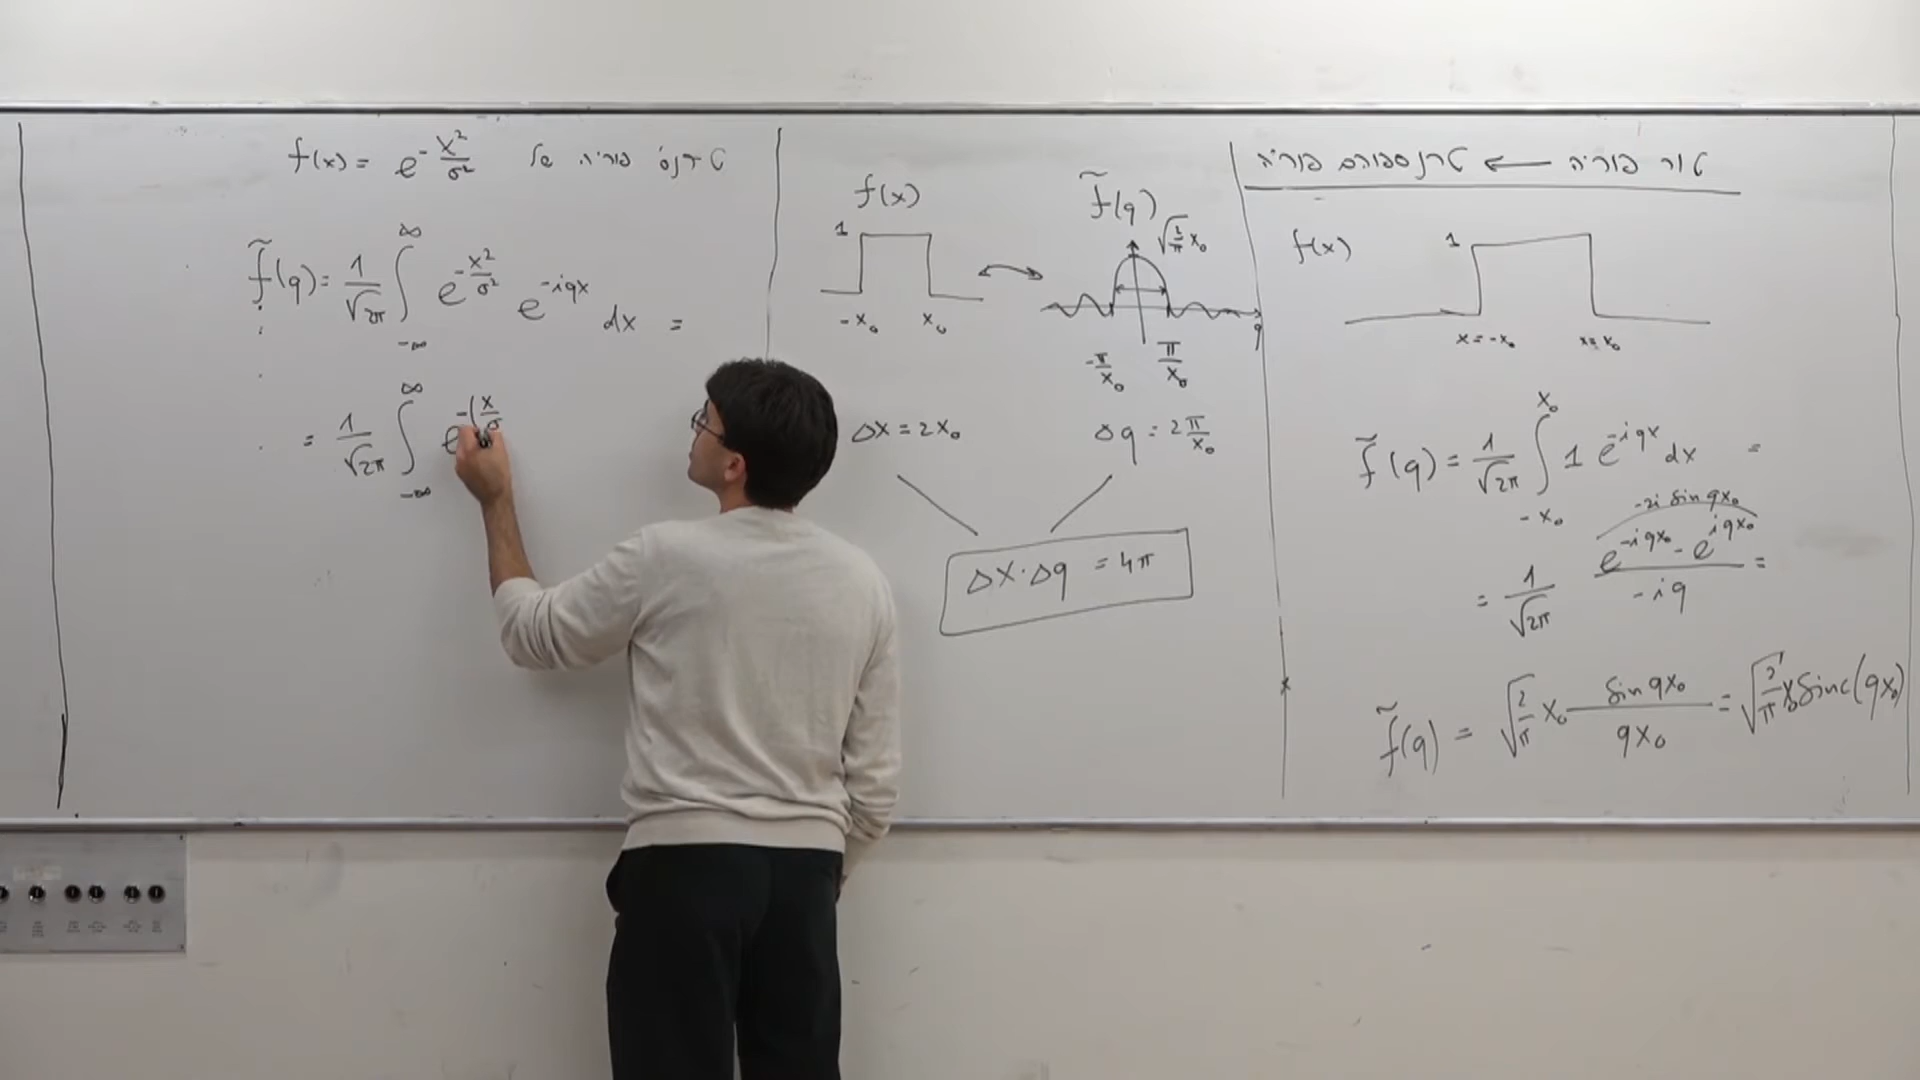 טור פוריה ⟵ טרנספורם פוריה
f(x)
1
x=-x₀ x=x₀
f̃(q) = 1/√2π ∫_{-x₀}^{x₀} 1 e^{-iqx} dx =
-2i sin qx₀
= 1/√2π (e^{-iqx₀} - e^{iqx₀})/(-iq) =
f̃(q) = √(2/π) x₀ (sin qx₀)/(qx₀) = √(2/π) x₀ sinc(qx₀)
f(x) f̃(q)
1 √(2/π) x₀
-x₀ x₀ q
-π/x₀ π/x₀
Δx = 2x₀ Δq = 2π/x₀
Δx·Δq = 4π
טרנס' פוריה של f(x) = e^{-x²/σ²}
f̃(q) = 1/√2π ∫_{-∞}^{∞} e^{-x²/σ²} e^{-iqx} dx =
= 1/√2π ∫_{-∞}^{∞} e^{-(x/σ